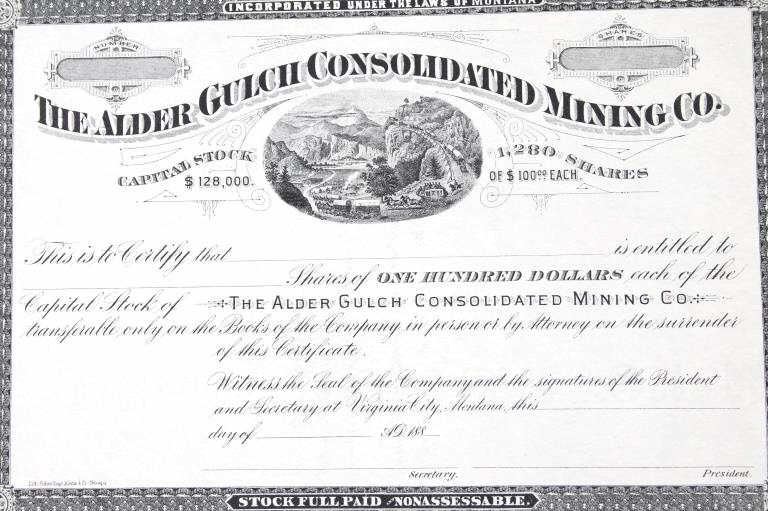 INCORPORATED UNDER THE LAWS OF MONTANA
NUMBER
SHARES
THE ALDER GULCH CONSOLIDATED MINING CO.
CAPITAL STOCK
$128,000.
1,280 SHARES
OF $100.00 EACH.
This is to Certify that is entitled to
Shares of ONE HUNDRED DOLLARS each of the
Capital Stock of THE ALDER GULCH CONSOLIDATED MINING CO.
transferable only on the Books of the Company in person or by Attorney on the surrender
of this Certificate.
Witness the Seal of the Company and the signatures of the President
and Secretary at Virginia City, Montana, this
day of AD 188
Secretary. President.
STOCK FULL PAID AND NONASSESSABLE.